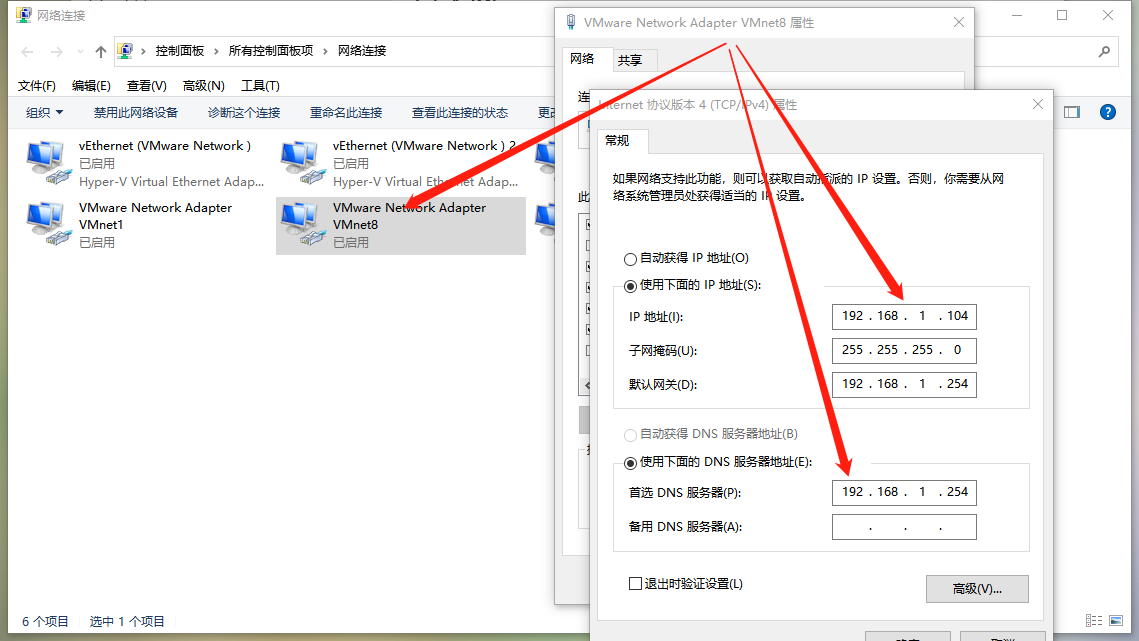 网络连接
控制面板 › 所有控制面板项 › 网络连接
文件(F) 编辑(E) 查看(V) 高级(N) 工具(T)
组织 禁用此网络设备 诊断这个连接 重命名此连接 查看此连接的状态
vEthernet (VMware Network )
已启用
Hyper-V Virtual Ethernet Adap...
vEthernet (VMware Network ) 2
已启用
Hyper-V Virtual Ethernet Adap...
VMware Network Adapter
VMnet1
已启用
VMware Network Adapter
VMnet8
已启用
6 个项目 选中 1 个项目
VMware Network Adapter VMnet8 属性
网络 共享
Internet 协议版本 4 (TCP/IPv4) 属性
常规
如果网络支持此功能，则可以获取自动指派的 IP 设置。否则，你需要从网
络系统管理员处获得适当的 IP 设置。
自动获得 IP 地址(O)
使用下面的 IP 地址(S):
IP 地址(I): 192 . 168 . 1 . 104
子网掩码(U): 255 . 255 . 255 . 0
默认网关(D): 192 . 168 . 1 . 254
自动获得 DNS 服务器地址(B)
使用下面的 DNS 服务器地址(E):
首选 DNS 服务器(P): 192 . 168 . 1 . 254
备用 DNS 服务器(A): . . .
退出时验证设置(L)
高级(V)...